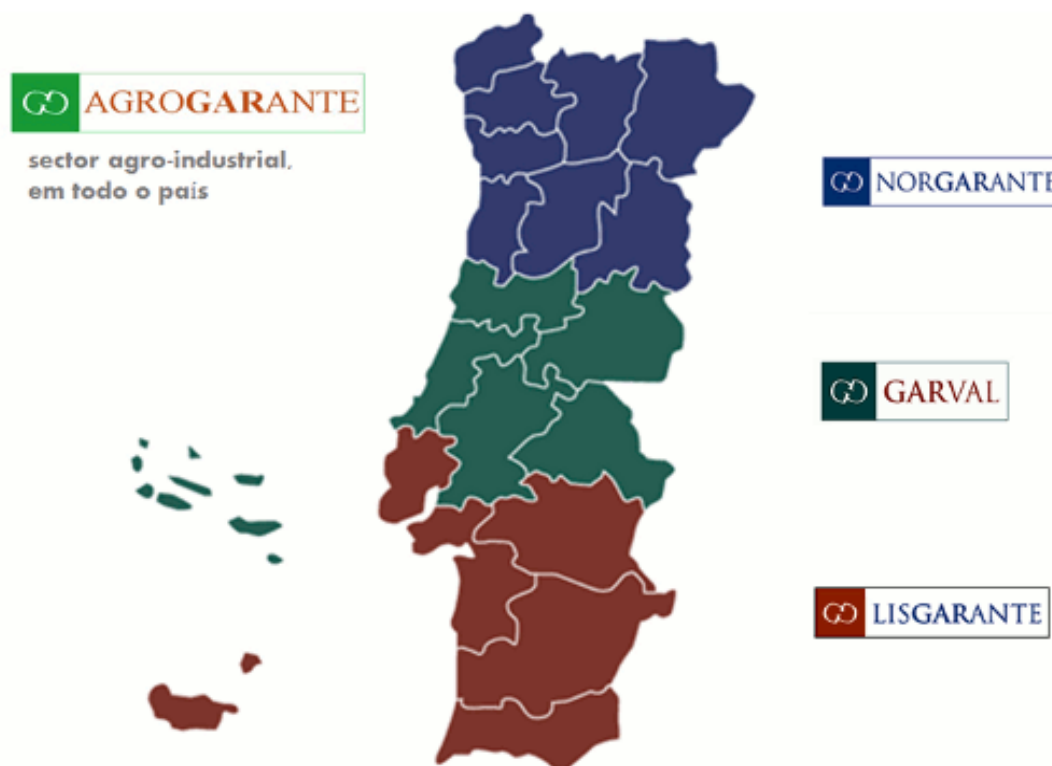 AGROGARANTE
sector agro-industrial,
em todo o país
NORGARANTE
GARVAL
LISGARANTE